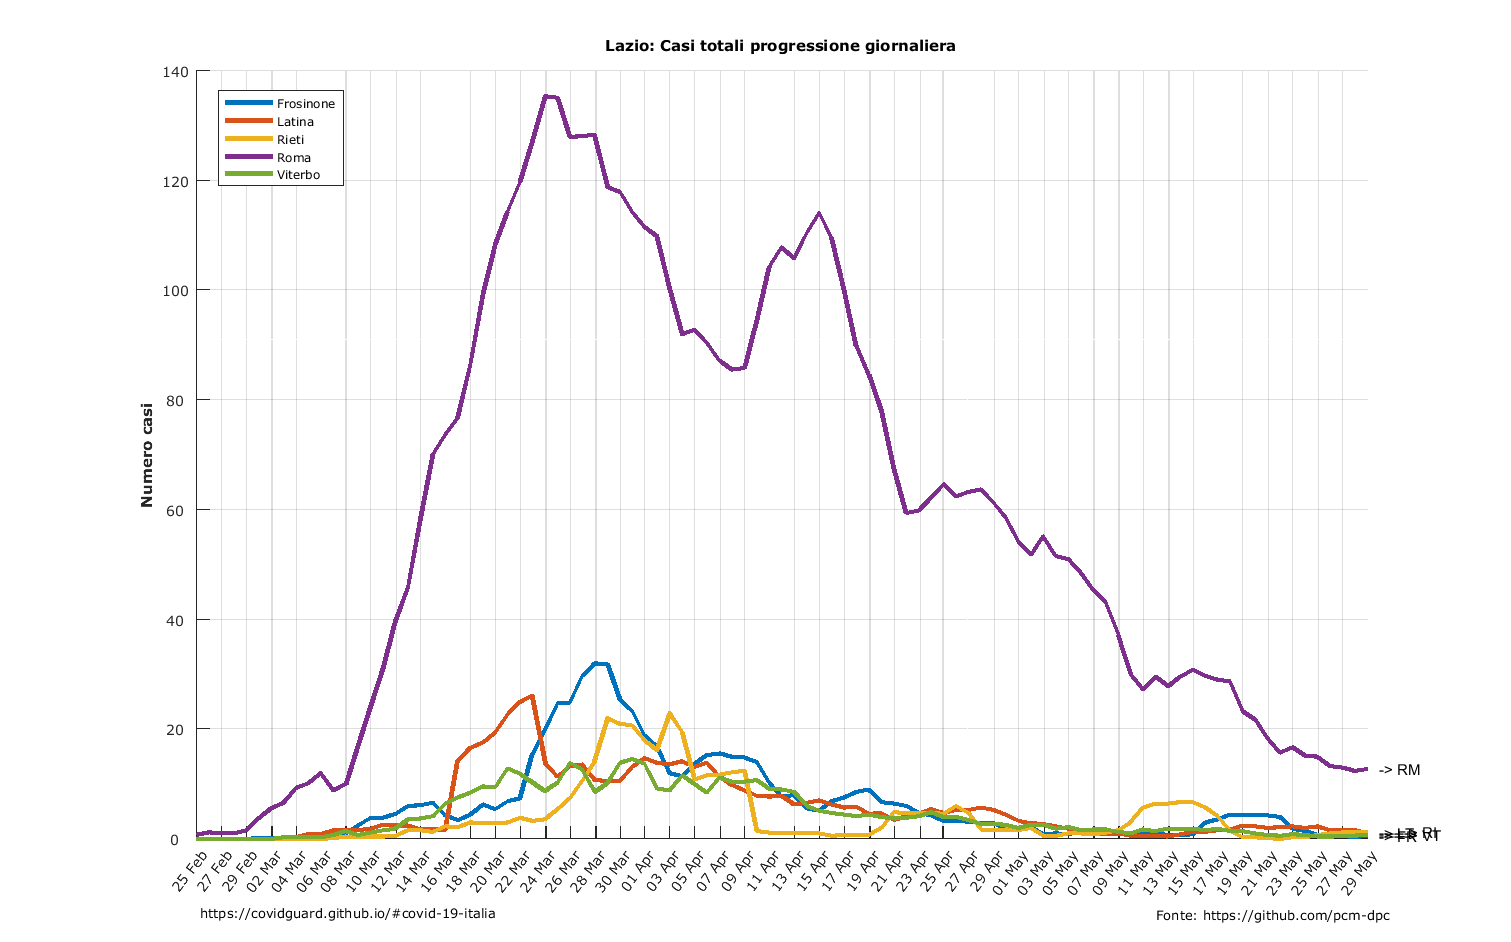 Lazio: Casi totali progressione giornaliera
140
120
100
80
60
40
20
0
Numero casi
Frosinone
Latina
Rieti
Roma
Viterbo
-> RM
25 Feb
27 Feb
29 Feb
02 Mar
04 Mar
06 Mar
08 Mar
10 Mar
12 Mar
14 Mar
16 Mar
18 Mar
20 Mar
22 Mar
24 Mar
26 Mar
28 Mar
30 Mar
01 Apr
03 Apr
05 Apr
07 Apr
09 Apr
11 Apr
13 Apr
15 Apr
17 Apr
19 Apr
21 Apr
23 Apr
25 Apr
27 Apr
29 Apr
01 May
03 May
05 May
07 May
09 May
11 May
13 May
15 May
17 May
19 May
21 May
23 May
25 May
27 May
29 May
https://covidguard.github.io/#covid-19-italia
Fonte: https://github.com/pcm-dpc